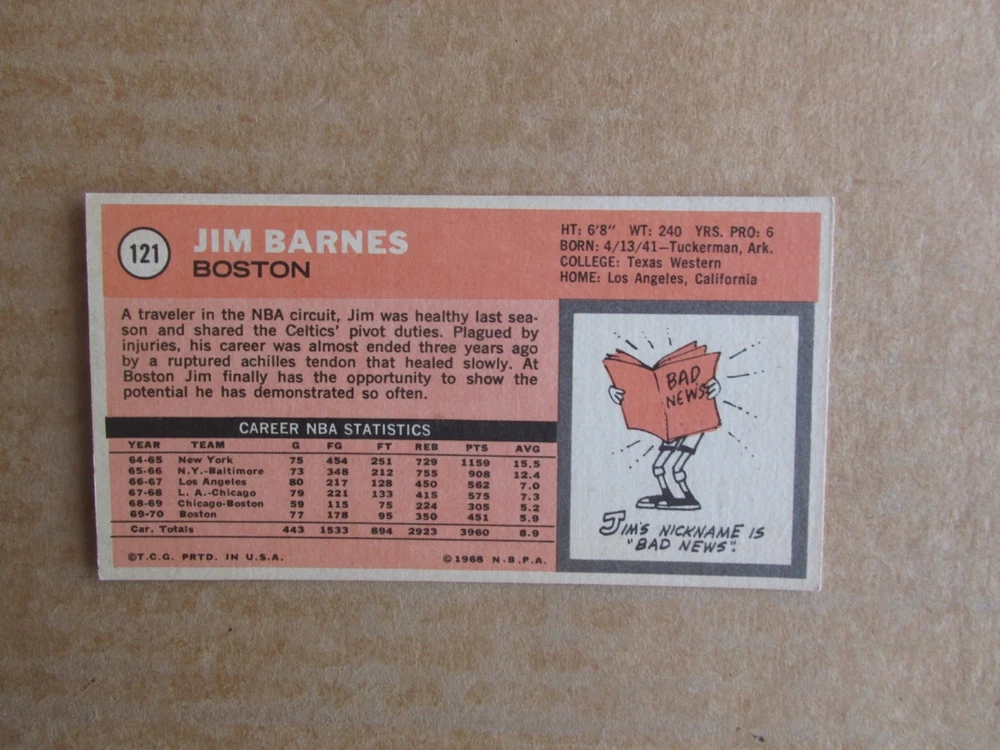 121
JIM BARNES
BOSTON
HT: 6'8" WT: 240 YRS. PRO: 6
BORN: 4/13/41—Tuckerman, Ark.
COLLEGE: Texas Western
HOME: Los Angeles, California
A traveler in the NBA circuit, Jim was healthy last sea-
son and shared the Celtics' pivot duties. Plagued by
injuries, his career was almost ended three years ago
by a ruptured achilles tendon that healed slowly. At
Boston Jim finally has the opportunity to show the
potential he has demonstrated so often.
CAREER NBA STATISTICS
YEAR TEAM G FG FT REB PTS AVG
64-65 New York 75 454 251 729 1159 15.5
65-66 N.Y.-Baltimore 73 348 212 755 908 12.4
66-67 Los Angeles 80 217 128 450 562 7.0
67-68 L. A.-Chicago 79 221 133 415 575 7.3
68-69 Chicago-Boston 59 115 75 224 305 5.2
69-70 Boston 77 178 95 350 451 5.9
Car. Totals 443 1533 894 2923 3960 8.9
©T.C.G. PRTD. IN U.S.A. ©1968 N.B.P.A.
BAD
NEWS
JIM'S NICKNAME IS
"BAD NEWS".